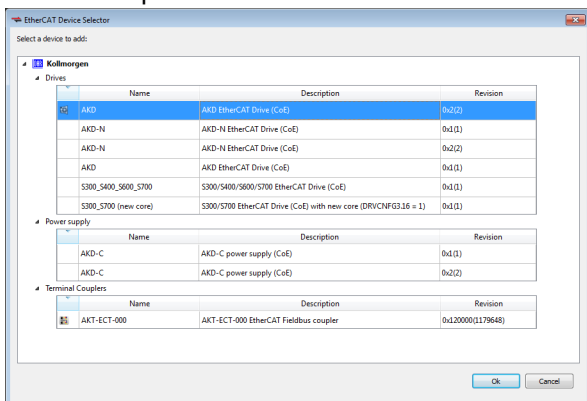 EtherCAT Device Selector
Select a device to add:
Kollmorgen
Drives
Name Description Revision
AKD AKD EtherCAT Drive (CoE) 0x2(2)
AKD-N AKD-N EtherCAT Drive (CoE) 0x1(1)
AKD-N AKD-N EtherCAT Drive (CoE) 0x2(2)
AKD AKD EtherCAT Drive (CoE) 0x1(1)
S300_S400_S600_S700 S300/S400/S600/S700 EtherCAT Drive (CoE) 0x1(1)
S300_S700 (new core) S300/S700 EtherCAT Drive (CoE) with new core (DRVCNFG3.16 = 1) 0x1(1)
Power supply
Name Description Revision
AKD-C AKD-C power supply (CoE) 0x1(1)
AKD-C AKD-C power supply (CoE) 0x2(2)
Terminal Couplers
Name Description Revision
AKT-ECT-000 AKT-ECT-000 EtherCAT Fieldbus coupler 0x120000(1179648)
Ok Cancel